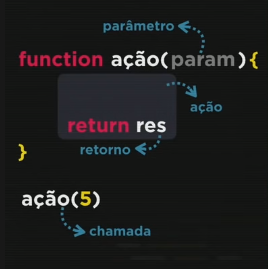 parâmetro
function ação(param){
ação
return res
retorno
}
ação(5)
chamada